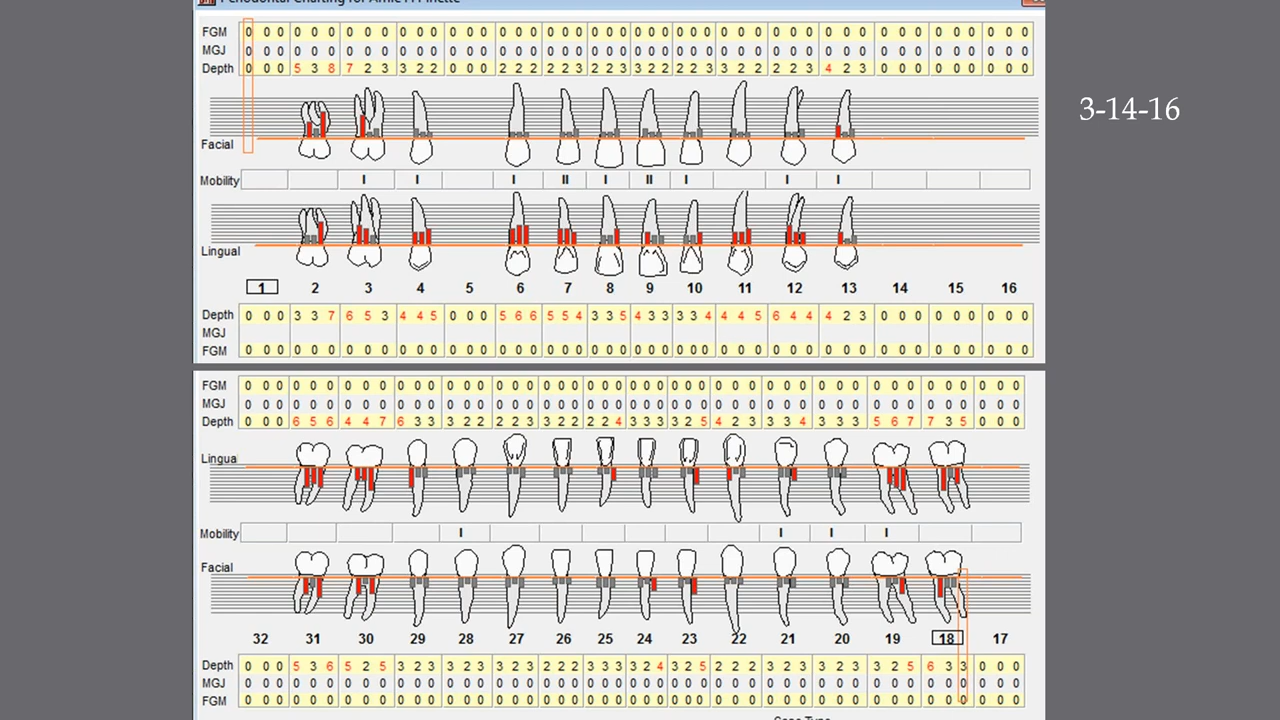 Periodontal Charting for Amie H Pinette
FGM 0 0 0 0 0 0 0 0 0 0 0 0 0 0 0 0 0 0 0 0 0 0 0 0 0 0 0 0 0 0 0 0 0 0 0 0 0 0 0 0 0 0 0 0 0 0 0 0
MGJ 0 0 0 0 0 0 0 0 0 0 0 0 0 0 0 0 0 0 0 0 0 0 0 0 0 0 0 0 0 0 0 0 0 0 0 0 0 0 0 0 0 0 0 0 0 0 0 0
Depth 0 0 0 5 3 8 7 2 3 3 2 2 0 0 0 2 2 2 2 2 3 2 2 3 3 2 2 2 2 3 3 2 2 2 2 3 4 2 3 0 0 0 0 0 0 0 0 0
3-14-16
Facial
Mobility I I I II I II I I I
Lingual
1 2 3 4 5 6 7 8 9 10 11 12 13 14 15 16
Depth 0 0 0 3 3 7 6 5 3 4 4 5 0 0 0 5 6 6 5 5 4 3 3 5 4 3 3 3 3 4 4 4 5 6 4 4 4 2 3 0 0 0 0 0 0 0 0 0
MGJ
FGM 0 0 0 0 0 0 0 0 0 0 0 0 0 0 0 0 0 0 0 0 0 0 0 0 0 0 0 0 0 0 0 0 0 0 0 0 0 0 0 0 0 0 0 0 0 0 0 0
FGM 0 0 0 0 0 0 0 0 0 0 0 0 0 0 0 0 0 0 0 0 0 0 0 0 0 0 0 0 0 0 0 0 0 0 0 0 0 0 0 0 0 0 0 0 0 0 0 0
MGJ 0 0 0 0 0 0 0 0 0 0 0 0 0 0 0 0 0 0 0 0 0 0 0 0 0 0 0 0 0 0 0 0 0 0 0 0 0 0 0 0 0 0 0 0 0 0 0 0
Depth 0 0 0 6 5 6 4 4 7 6 3 3 3 2 2 2 2 3 3 2 2 2 2 4 3 3 3 3 2 5 4 2 3 3 3 4 3 3 3 5 6 7 7 3 5 0 0 0
Lingual
Mobility I I I I
Facial
32 31 30 29 28 27 26 25 24 23 22 21 20 19 18 17
Depth 0 0 0 5 3 6 5 2 5 3 2 3 3 2 3 3 2 3 2 2 2 3 3 3 3 2 4 3 2 5 2 2 2 3 2 3 3 2 3 3 2 5 6 3 3 0 0 0
MGJ 0 0 0 0 0 0 0 0 0 0 0 0 0 0 0 0 0 0 0 0 0 0 0 0 0 0 0 0 0 0 0 0 0 0 0 0 0 0 0 0 0 0 0 0 0 0 0 0
FGM 0 0 0 0 0 0 0 0 0 0 0 0 0 0 0 0 0 0 0 0 0 0 0 0 0 0 0 0 0 0 0 0 0 0 0 0 0 0 0 0 0 0 0 0 0 0 0 0
Case Type